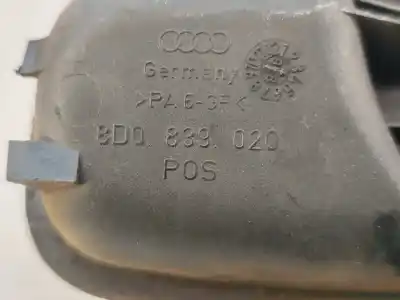 Germany
>PA6-GF<
8D0 839 020
POS